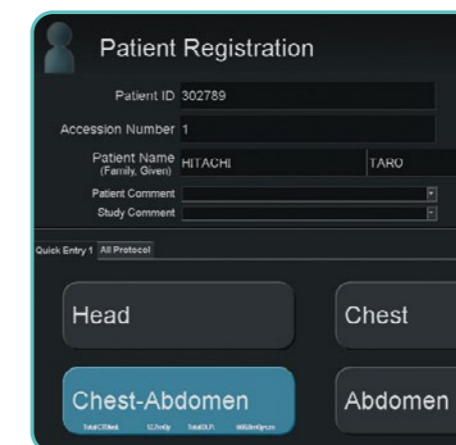 Patient Registration
Patient ID 302789
Accession Number 1
Patient Name HITACHI TARO
(Family, Given)
Patient Comment
Study Comment
Quick Entry 1 All Protocol
Head Chest
Chest-Abdomen Abdomen